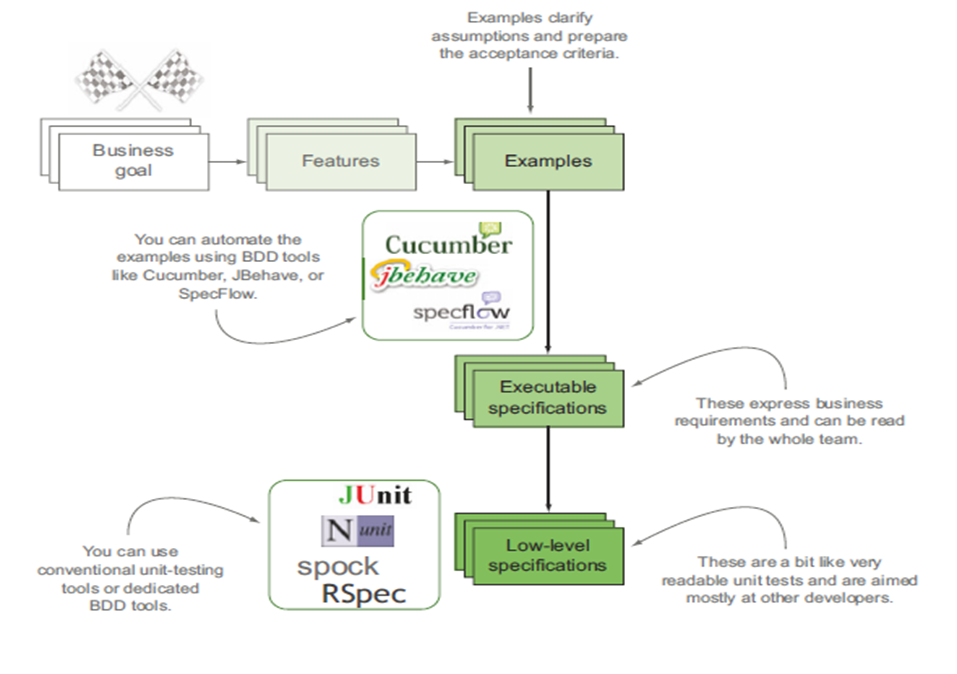 Examples clarify
assumptions and prepare
the acceptance criteria.
Business
goal
Features
Examples
You can automate the
examples using BDD tools
like Cucumber, JBehave, or
SpecFlow.
Cucumber
jbehave
specflow
Cucumber for .NET
Executable
specifications
These express business
requirements and can be read
by the whole team.
JUnit
N unit
spock
RSpec
You can use
conventional unit-testing
tools or dedicated
BDD tools.
Low-level
specifications
These are a bit like very
readable unit tests and are aimed
mostly at other developers.